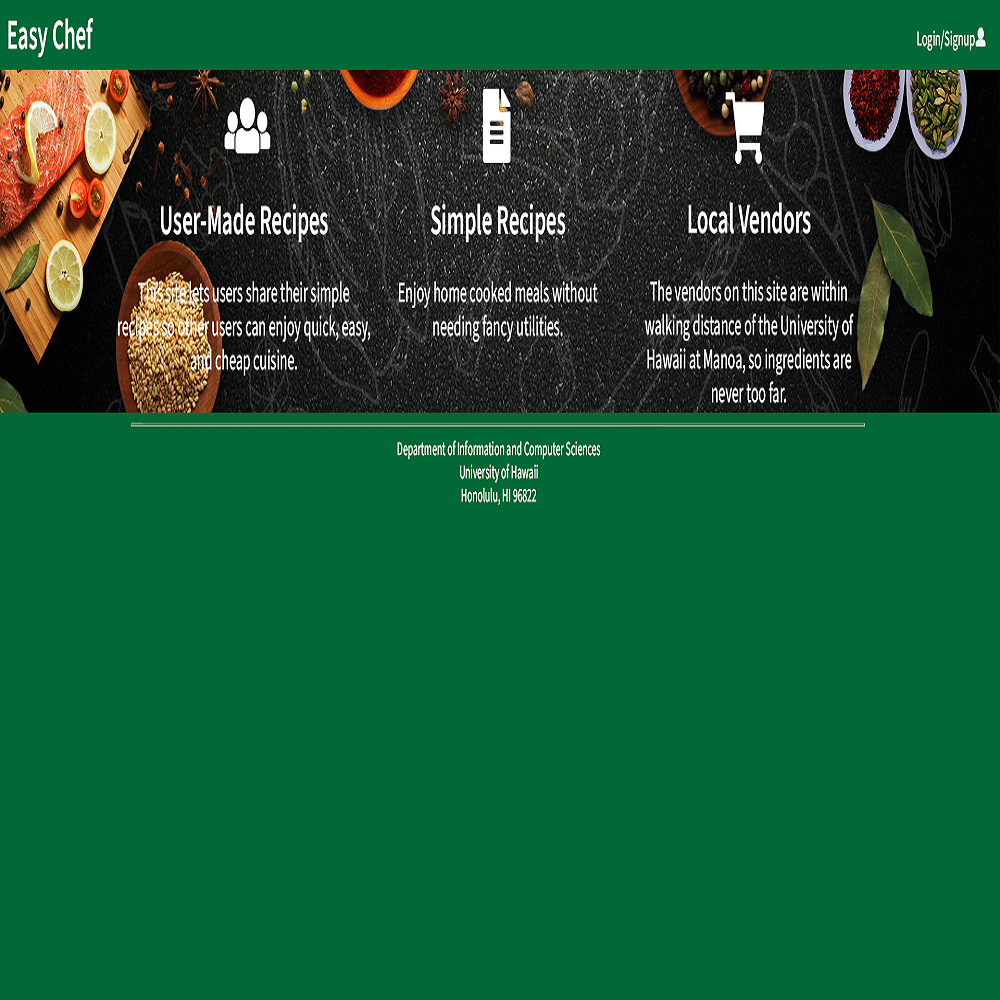 Easy Chef
Login/Signup
User-Made Recipes
This site lets users share their simple
recipes so other users can enjoy quick, easy,
and cheap cuisine.
Simple Recipes
Enjoy home cooked meals without
needing fancy utilities.
Local Vendors
The vendors on this site are within
walking distance of the University of
Hawaii at Manoa, so ingredients are
never too far.
Department of Information and Computer Sciences
University of Hawaii
Honolulu, HI 96822